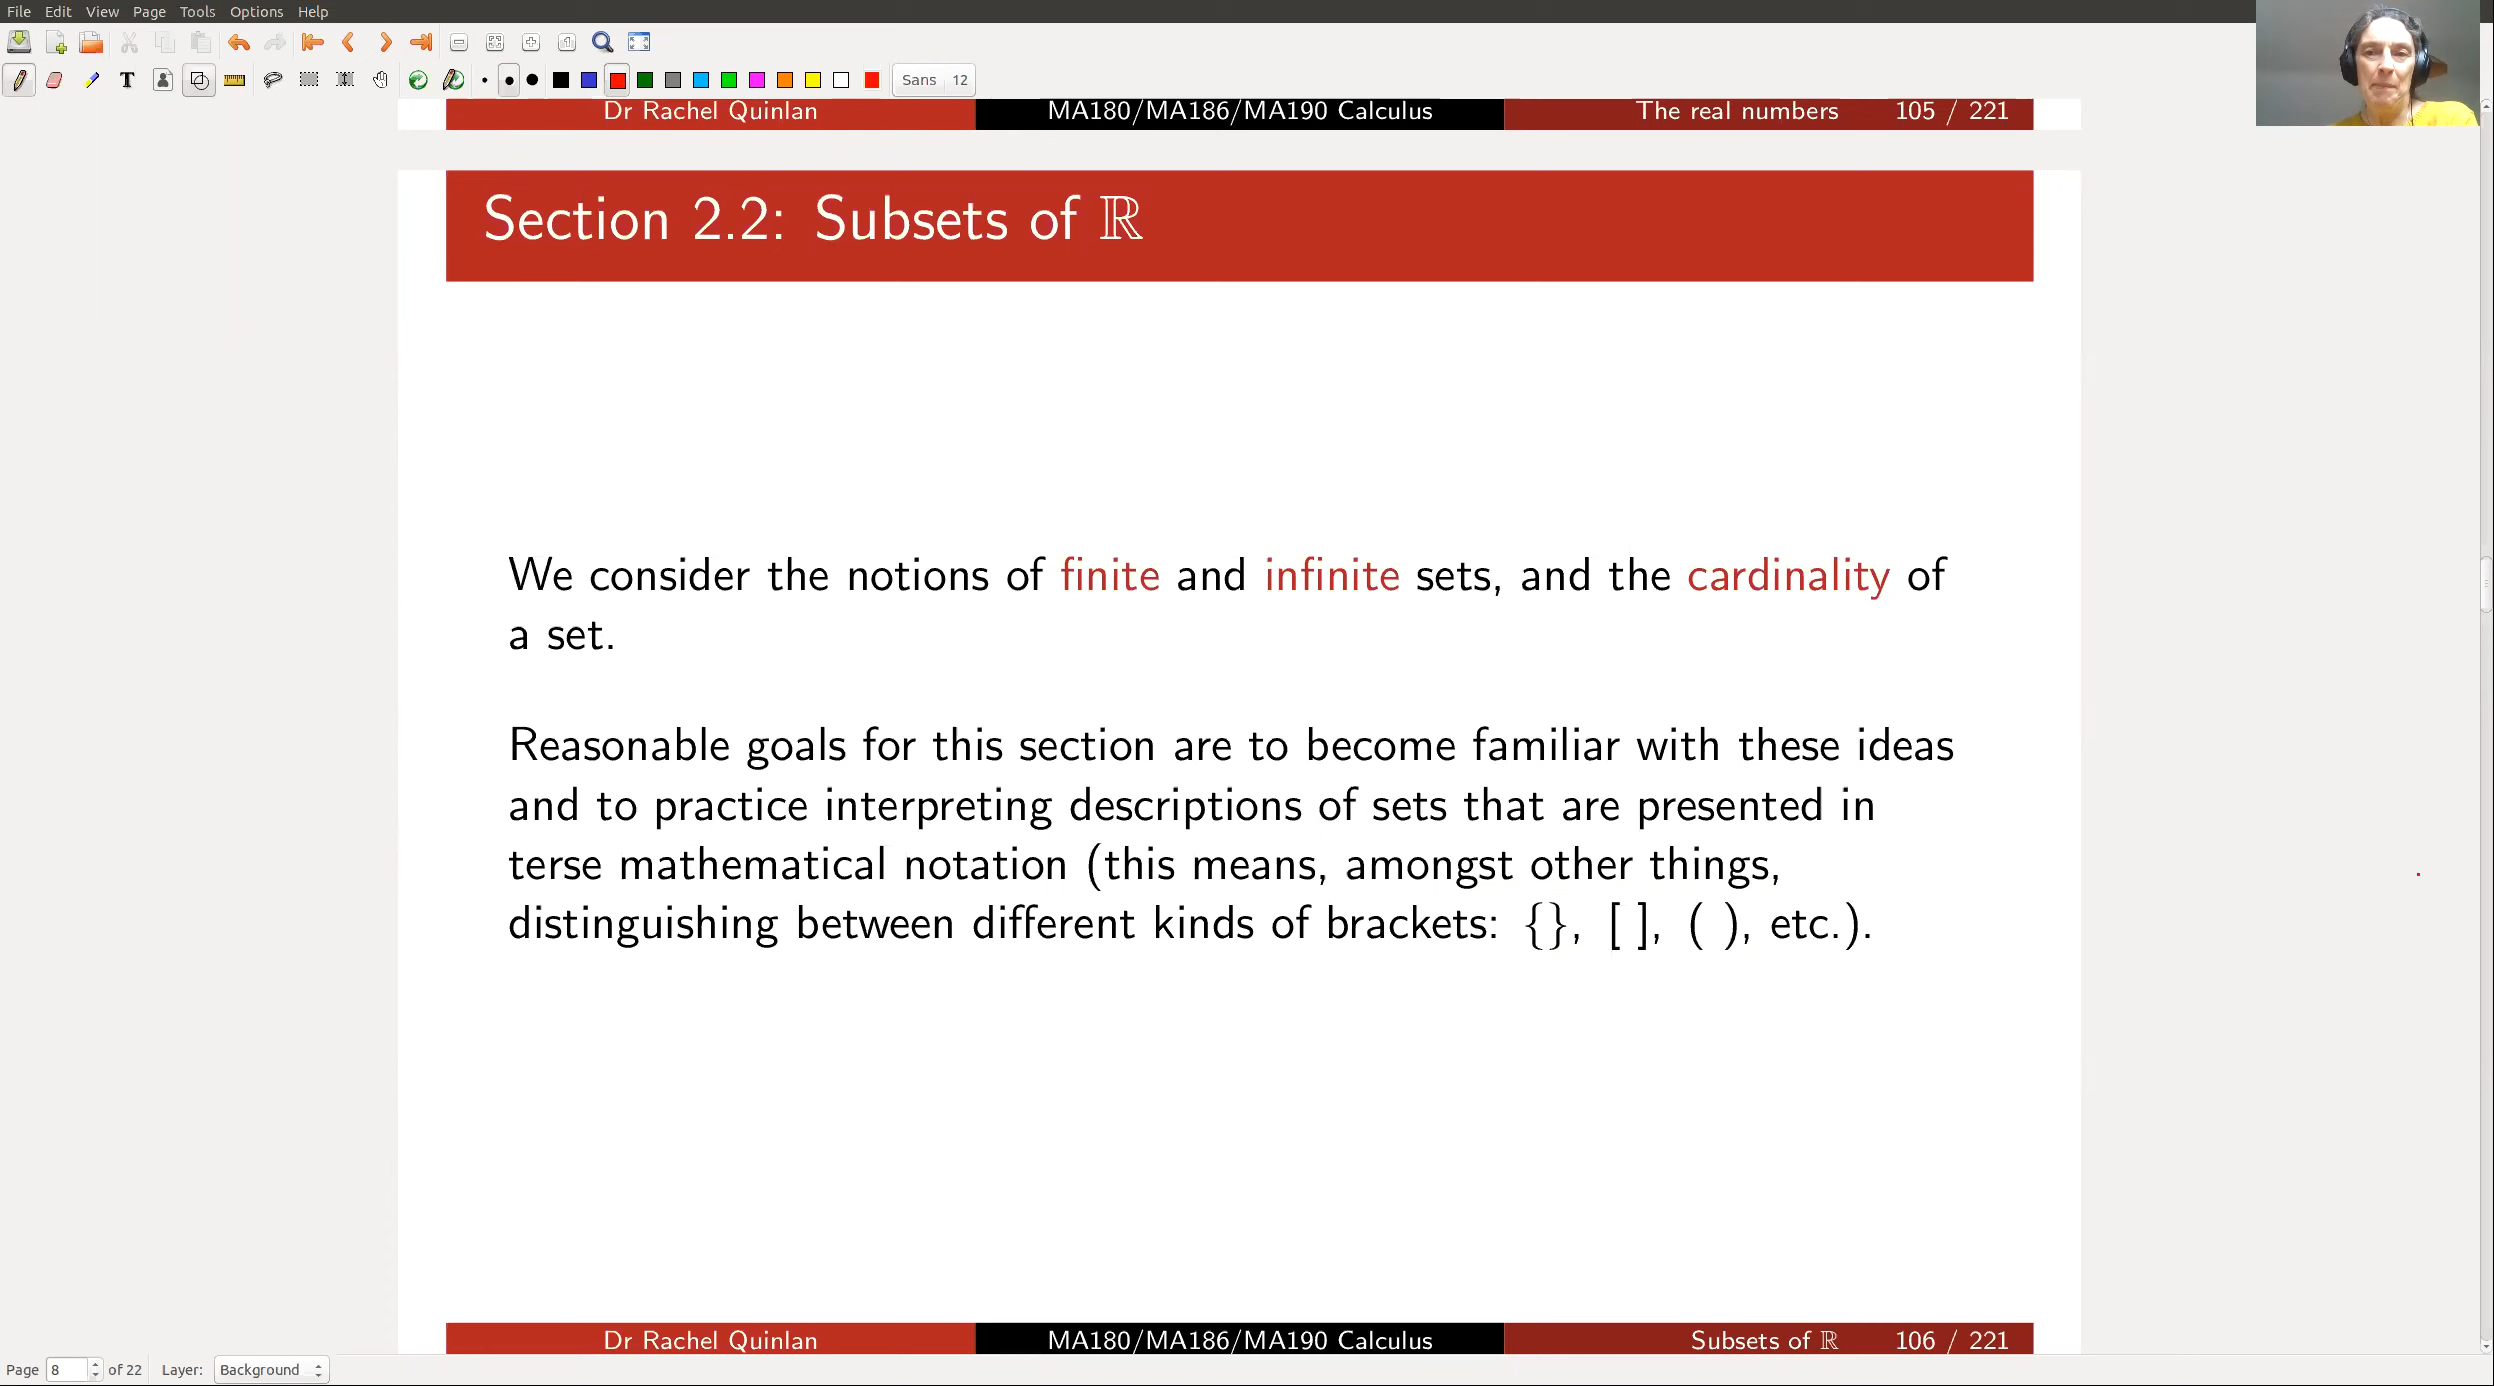 File Edit View Page Tools Options Help
Sans 12
Dr Rachel Quinlan MA180/MA186/MA190 Calculus The real numbers 105 / 221
Section 2.2: Subsets of ℝ
We consider the notions of finite and infinite sets, and the cardinality of
a set.
Reasonable goals for this section are to become familiar with these ideas
and to practice interpreting descriptions of sets that are presented in
terse mathematical notation (this means, amongst other things,
distinguishing between different kinds of brackets: {}, [ ], ( ), etc.).
Dr Rachel Quinlan MA180/MA186/MA190 Calculus Subsets of ℝ 106 / 221
Page 8 of 22 Layer: Background